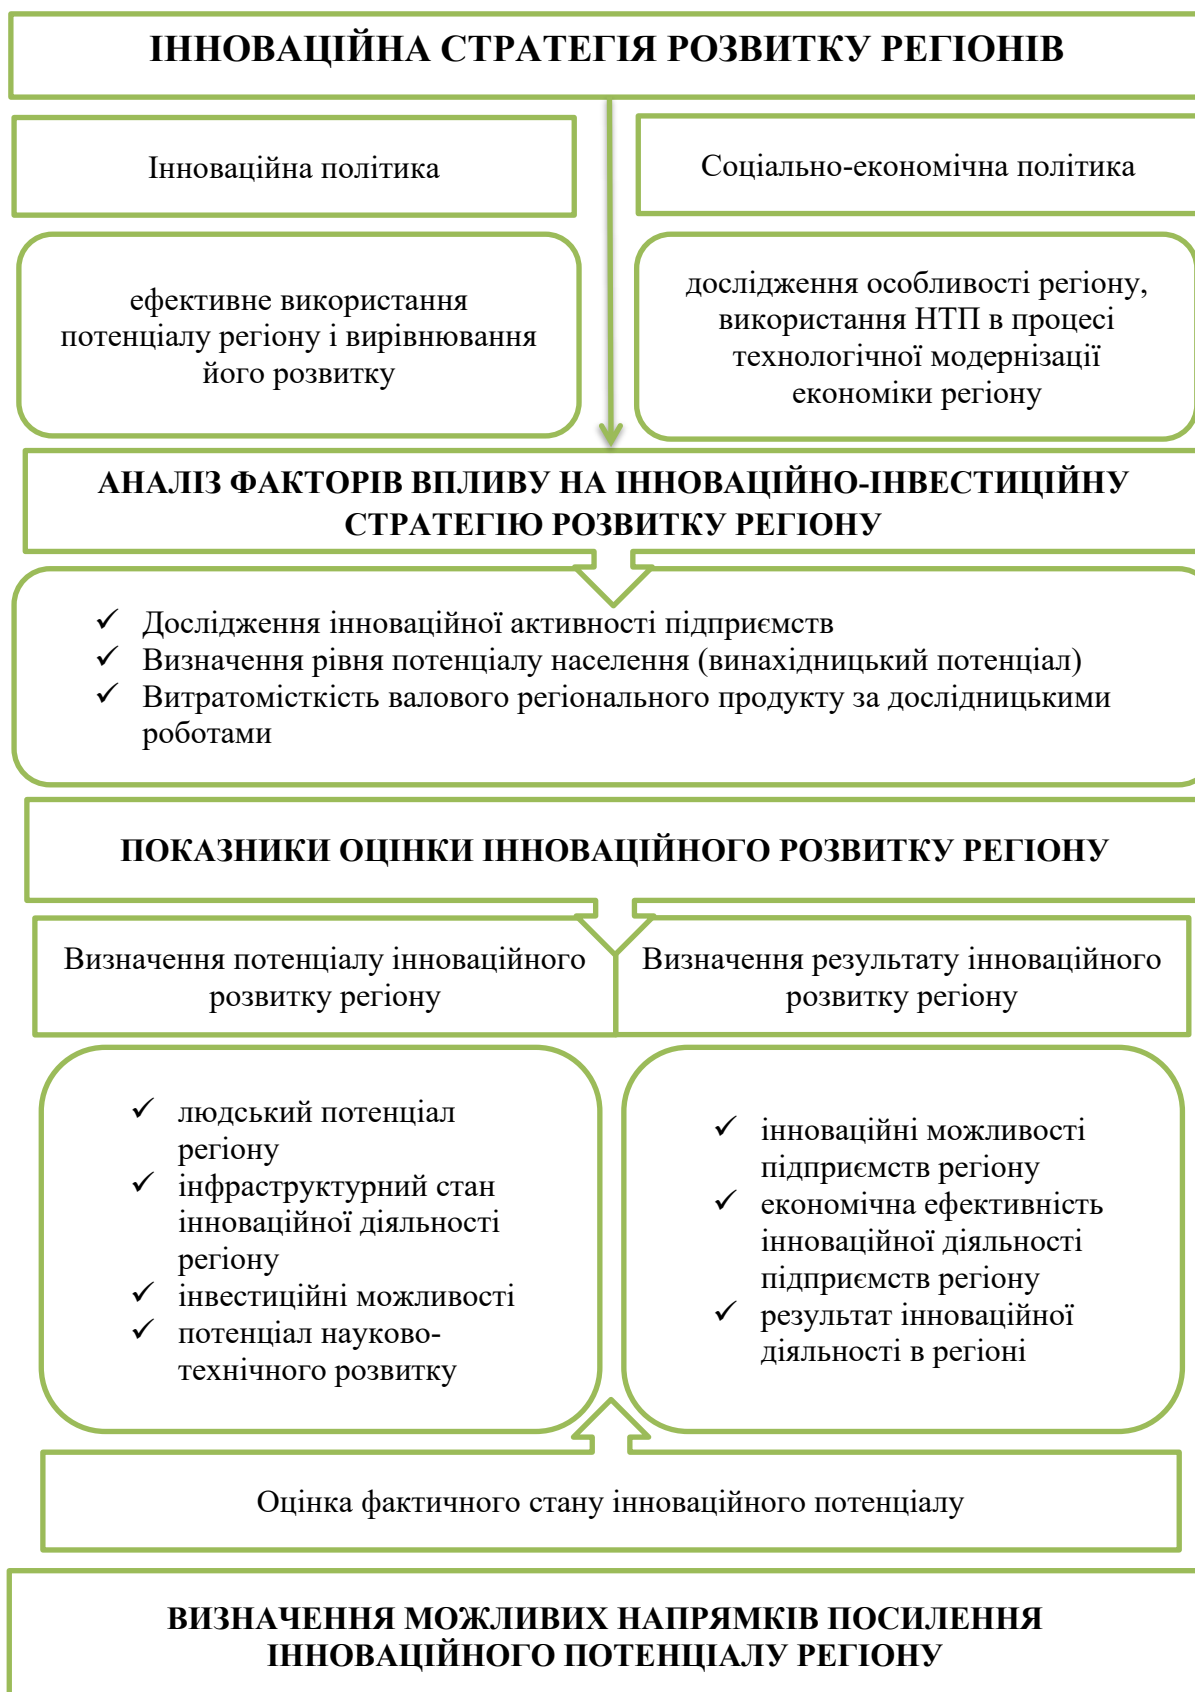 ІННОВАЦІЙНА СТРАТЕГІЯ РОЗВИТКУ РЕГІОНІВ
Інноваційна політика
Соціально-економічна політика
ефективне використання
потенціалу регіону і вирівнювання
його розвитку
дослідження особливості регіону,
використання НТП в процесі
технологічної модернізації
економіки регіону
АНАЛІЗ ФАКТОРІВ ВПЛИВУ НА ІННОВАЦІЙНО-ІНВЕСТИЦІЙНУ
СТРАТЕГІЮ РОЗВИТКУ РЕГІОНУ
✓ Дослідження інноваційної активності підприємств
✓ Визначення рівня потенціалу населення (винахідницький потенціал)
✓ Витратомісткість валового регіонального продукту за дослідницькими
роботами
ПОКАЗНИКИ ОЦІНКИ ІННОВАЦІЙНОГО РОЗВИТКУ РЕГІОНУ
Визначення потенціалу інноваційного
розвитку регіону
Визначення результату інноваційного
розвитку регіону
✓ людський потенціал
регіону
✓ інфраструктурний стан
інноваційної діяльності
регіону
✓ інвестиційні можливості
✓ потенціал науково-
технічного розвитку
✓ інноваційні можливості
підприємств регіону
✓ економічна ефективність
інноваційної діяльності
підприємств регіону
✓ результат інноваційної
діяльності в регіоні
Оцінка фактичного стану інноваційного потенціалу
ВИЗНАЧЕННЯ МОЖЛИВИХ НАПРЯМКІВ ПОСИЛЕННЯ
ІННОВАЦІЙНОГО ПОТЕНЦІАЛУ РЕГІОНУ